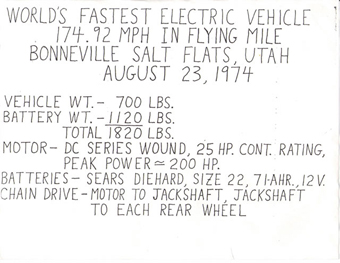 WORLD'S FASTEST ELECTRIC VEHICLE
174.92 MPH IN FLYING MILE
BONNEVILLE SALT FLATS, UTAH
AUGUST 23, 1974
VEHICLE WT.- 700 LBS.
BATTERY WT.- 1120 LBS.
TOTAL 1820 LBS.
MOTOR- DC SERIES WOUND, 25 HP. CONT. RATING,
PEAK POWER ≃ 200 HP.
BATTERIES- SEARS DIEHARD, SIZE 22, 71-AHR., 12V.
CHAIN DRIVE-MOTOR TO JACKSHAFT, JACKSHAFT
TO EACH REAR WHEEL